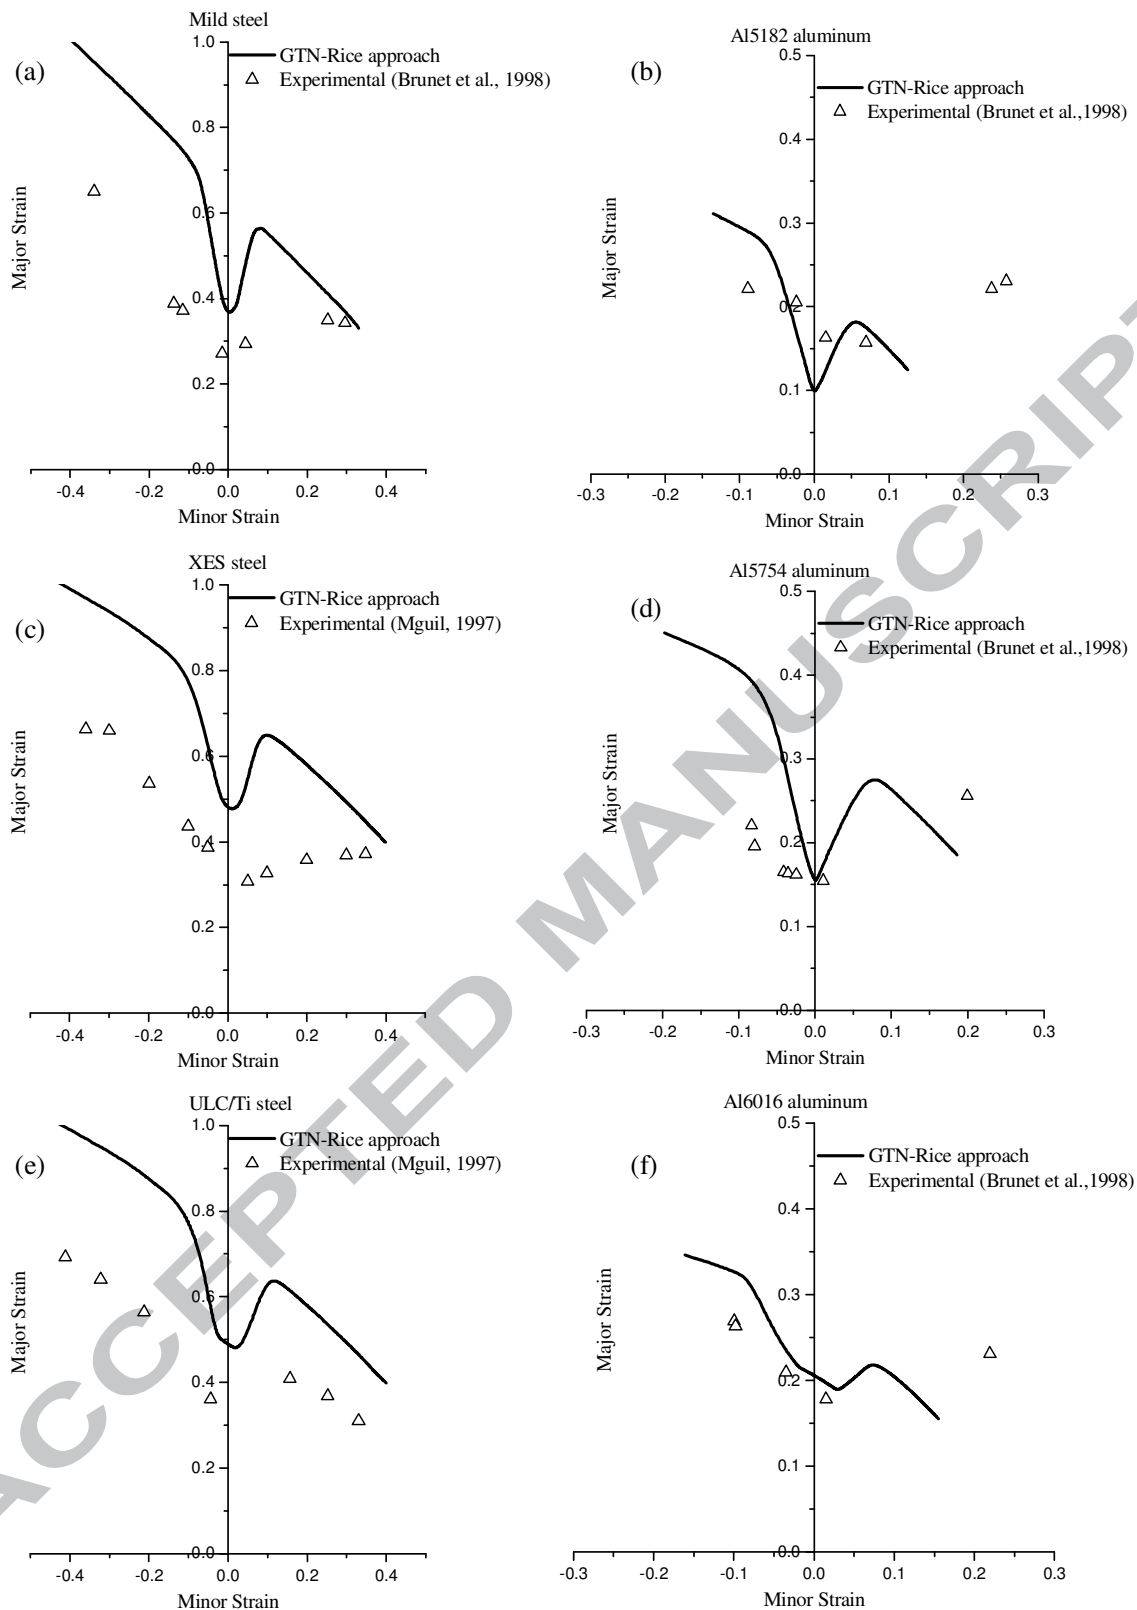 Mild steel
(a)
GTN-Rice approach
Experimental (Brunet et al., 1998)
1.0
0.8
0.6
0.4
0.2
0.0
Major Strain
-0.4 -0.2 0.0 0.2 0.4
Minor Strain
Al5182 aluminum
(b)
GTN-Rice approach
Experimental (Brunet et al.,1998)
0.5
0.4
0.3
0.2
0.1
0.0
Major Strain
-0.3 -0.2 -0.1 0.0 0.1 0.2 0.3
Minor Strain
XES steel
(c)
GTN-Rice approach
Experimental (Mguil, 1997)
1.0
0.8
0.6
0.4
0.2
0.0
Major Strain
-0.4 -0.2 0.0 0.2 0.4
Minor Strain
Al5754 aluminum
(d)
GTN-Rice approach
Experimental (Brunet et al.,1998)
0.5
0.4
0.3
0.2
0.1
0.0
Major Strain
-0.3 -0.2 -0.1 0.0 0.1 0.2 0.3
Minor Strain
ULC/Ti steel
(e)
GTN-Rice approach
Experimental (Mguil, 1997)
1.0
0.8
0.6
0.4
0.2
0.0
Major Strain
-0.4 -0.2 0.0 0.2 0.4
Minor Strain
Al6016 aluminum
(f)
GTN-Rice approach
Experimental (Brunet et al.,1998)
0.5
0.4
0.3
0.2
0.1
0.0
Major Strain
-0.3 -0.2 -0.1 0.0 0.1 0.2 0.3
Minor Strain
ACCEPTED MANUSCRIPT